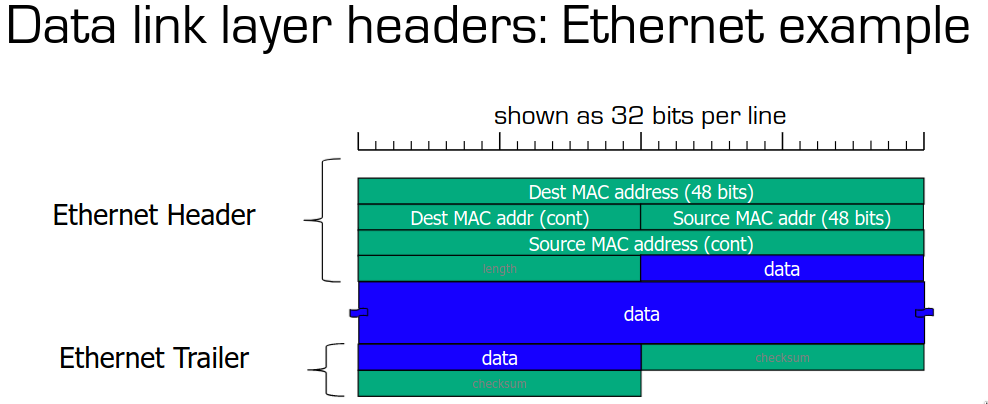 Data link layer headers: Ethernet example
shown as 32 bits per line
Ethernet Header
Dest MAC address (48 bits)
Dest MAC addr (cont) Source MAC addr (48 bits)
Source MAC address (cont)
length data
data
Ethernet Trailer
data checksum
checksum